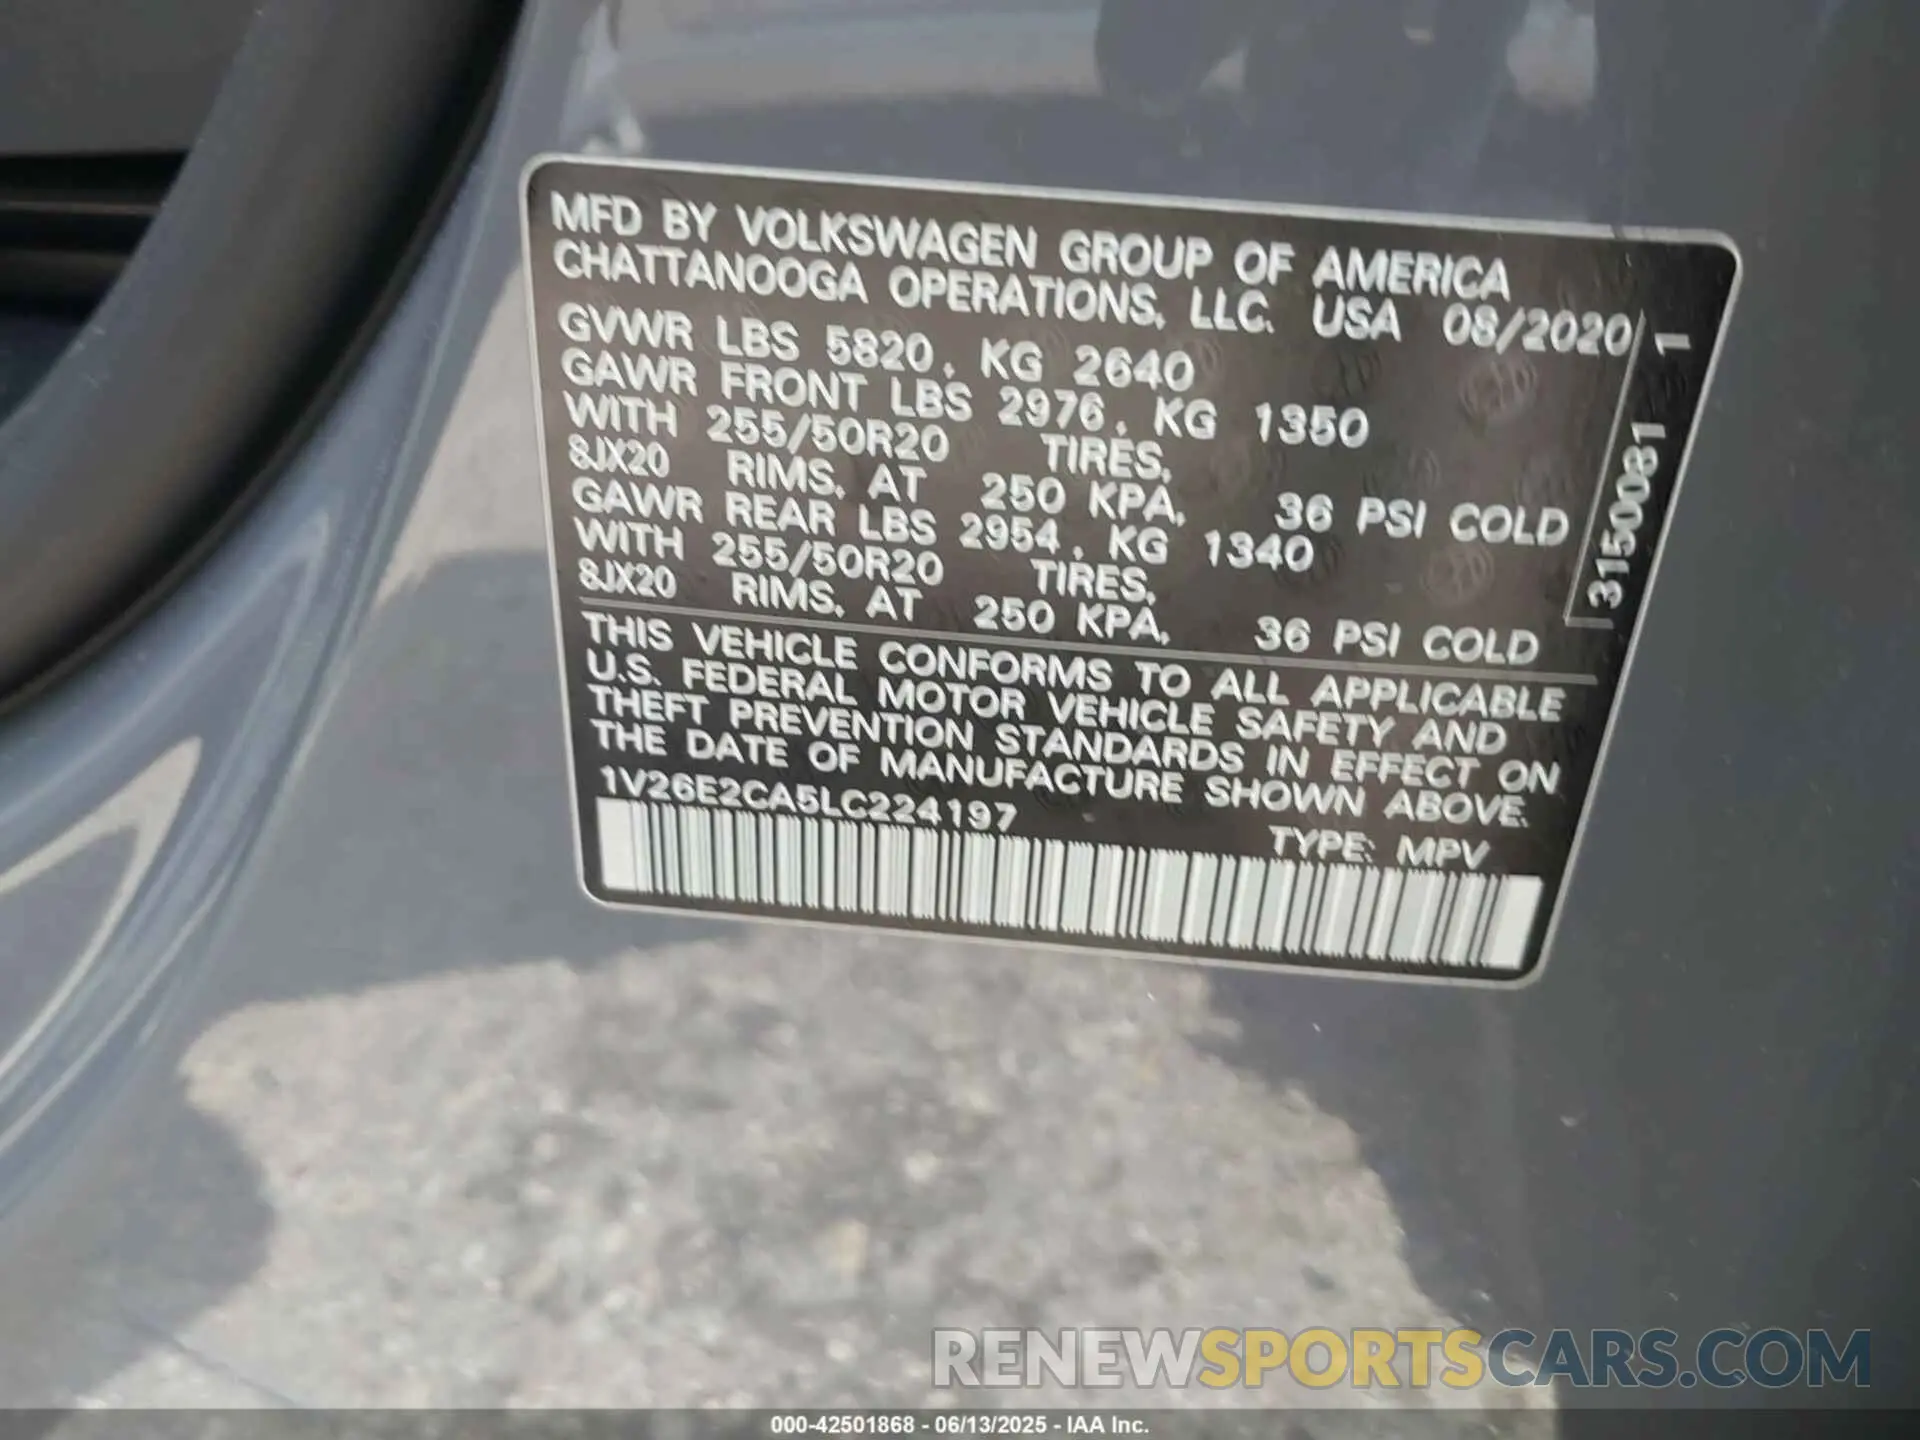 MFD BY VOLKSWAGEN GROUP OF AMERICA
CHATTANOOGA OPERATIONS, LLC. USA 08/2020
GVWR LBS 5820, KG 2640
GAWR FRONT LBS 2976, KG 1350
WITH 255/50R20 TIRES,
8JX20 RIMS, AT 250 KPA, 36 PSI COLD
GAWR REAR LBS 2954, KG 1340
WITH 255/50R20 TIRES,
8JX20 RIMS, AT 250 KPA, 36 PSI COLD
THIS VEHICLE CONFORMS TO ALL APPLICABLE
U.S. FEDERAL MOTOR VEHICLE SAFETY AND
THEFT PREVENTION STANDARDS IN EFFECT ON
THE DATE OF MANUFACTURE SHOWN ABOVE.
1V26E2CA5LC224197
TYPE: MPV
3150081 1
RENEWSPORTSCARS.COM
000-42501868 - 06/13/2025 - IAA Inc.